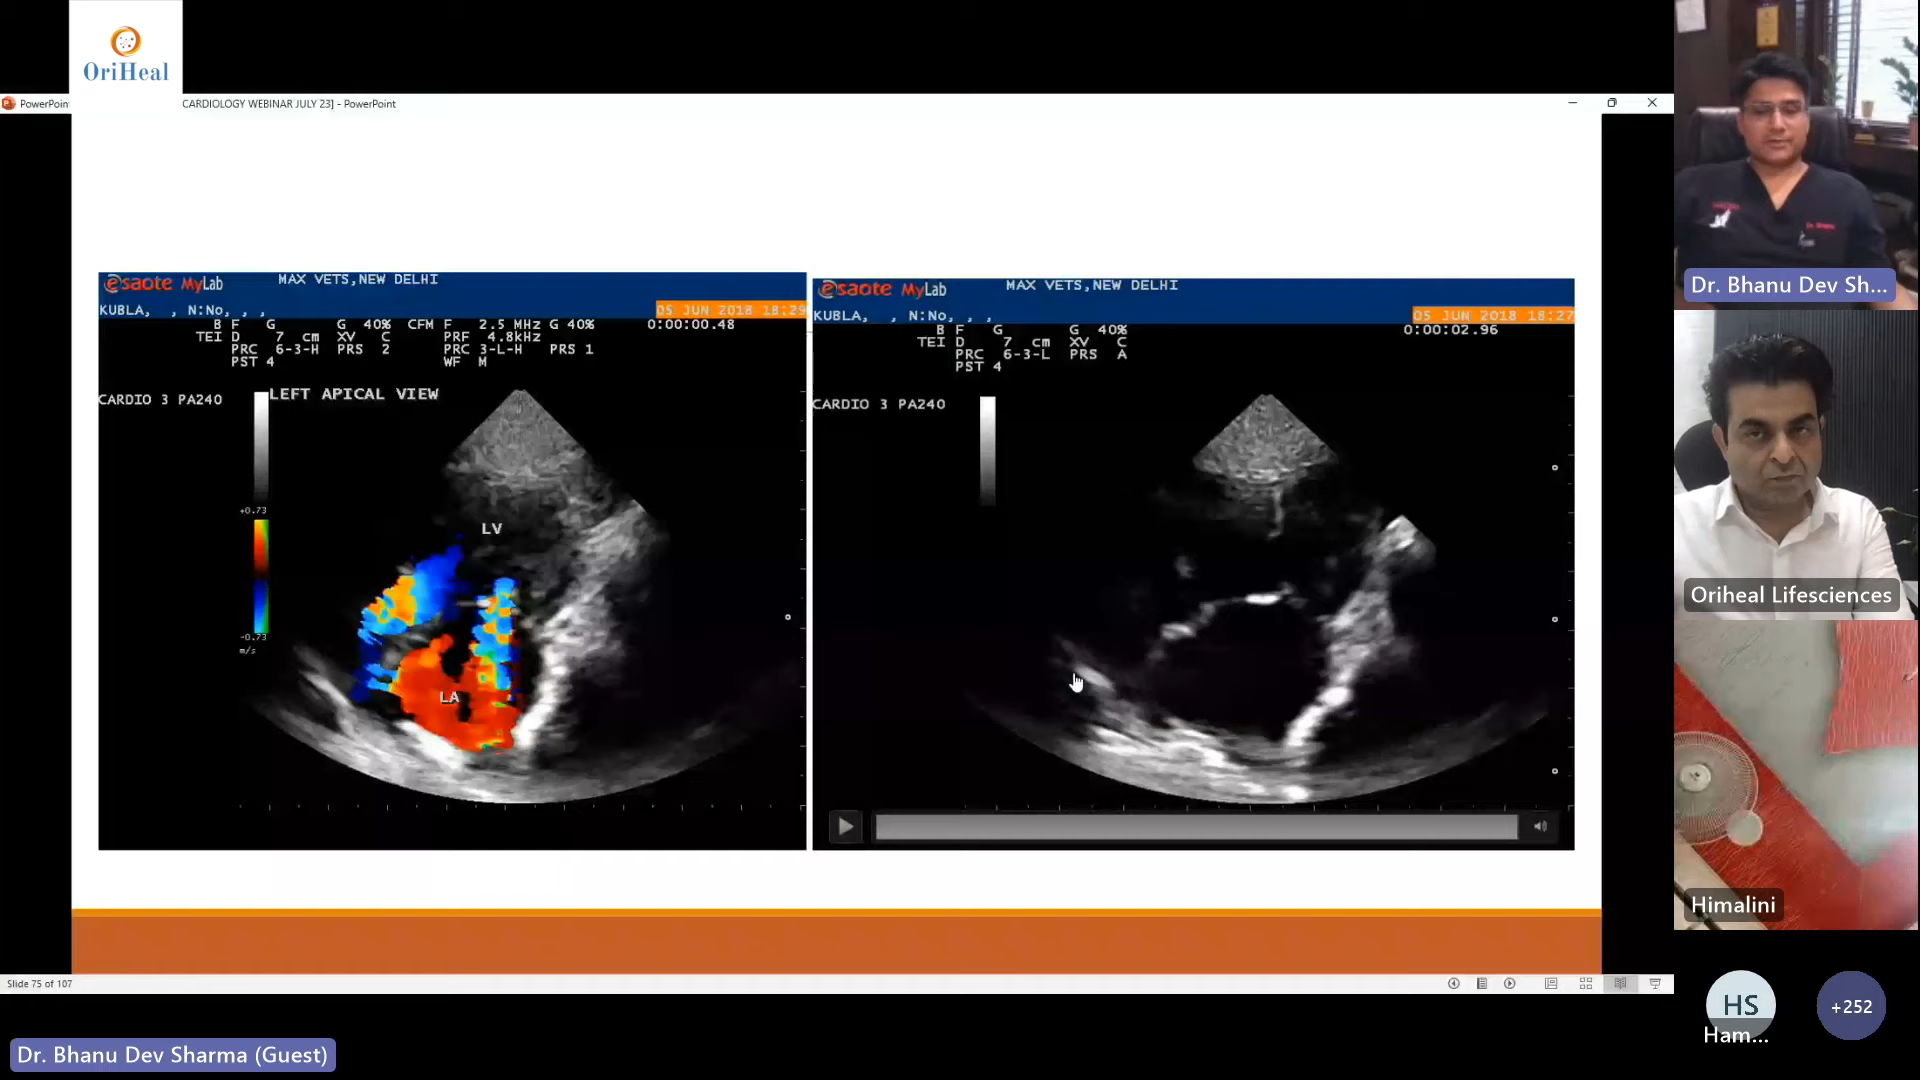 OriHeal
PowerPoin
CARDIOLOGY WEBINAR JULY 23] - PowerPoint
esaote MyLab
MAX VETS,NEW DELHI
KUBLA, , N:No, , ,
05 JUN 2018 18:29
B F G G 40% CFM F 2.5 MHz G 40%
0:00:00.48
TEI D 7 cm XV C PRF 4.8kHz
PRC 6-3-H PRS 2 PRC 3-L-H PRS 1
PST 4 WF M
CARDIO 3 PA240
LEFT APICAL VIEW
+0.73
-0.73
m/s
LV
LA
esaote MyLab
MAX VETS,NEW DELHI
KUBLA, , N:No, , ,
05 JUN 2018 18:27
B F G G 40%
0:00:02.96
TEI D 7 cm XV C
PRC 6-3-L PRS A
PST 4
CARDIO 3 PA240
Slide 75 of 107
Dr. Bhanu Dev Sharma (Guest)
Dr. Bhanu Dev Sh...
Oriheal Lifesciences
Himalini
HS
Ham...
+252